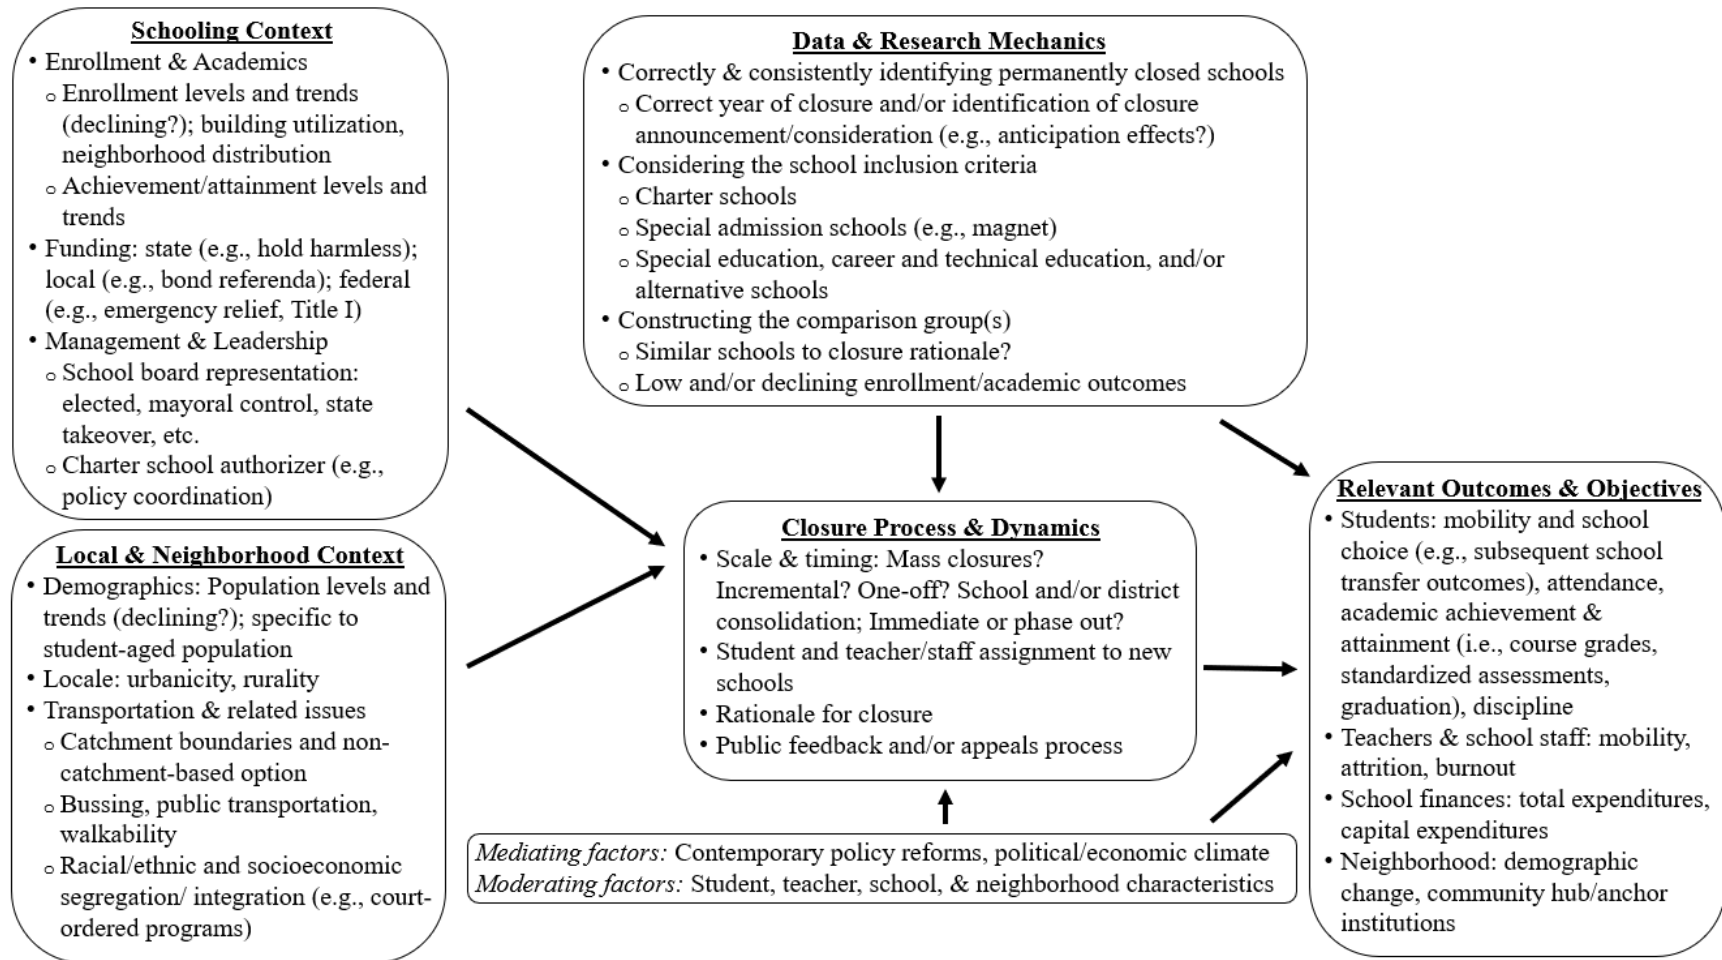 Schooling Context
• Enrollment & Academics
o Enrollment levels and trends
(declining?); building utilization,
neighborhood distribution
o Achievement/attainment levels and
trends
• Funding: state (e.g., hold harmless);
local (e.g., bond referenda); federal
(e.g., emergency relief, Title I)
• Management & Leadership
o School board representation:
elected, mayoral control, state
takeover, etc.
o Charter school authorizer (e.g.,
policy coordination)
Local & Neighborhood Context
• Demographics: Population levels and
trends (declining?); specific to
student-aged population
• Locale: urbanicity, rurality
• Transportation & related issues
o Catchment boundaries and non-
catchment-based option
o Bussing, public transportation,
walkability
o Racial/ethnic and socioeconomic
segregation/ integration (e.g., court-
ordered programs)
Data & Research Mechanics
• Correctly & consistently identifying permanently closed schools
o Correct year of closure and/or identification of closure
announcement/consideration (e.g., anticipation effects?)
• Considering the school inclusion criteria
o Charter schools
o Special admission schools (e.g., magnet)
o Special education, career and technical education, and/or
alternative schools
• Constructing the comparison group(s)
o Similar schools to closure rationale?
o Low and/or declining enrollment/academic outcomes
Closure Process & Dynamics
• Scale & timing: Mass closures?
Incremental? One-off? School and/or district
consolidation; Immediate or phase out?
• Student and teacher/staff assignment to new
schools
• Rationale for closure
• Public feedback and/or appeals process
Mediating factors: Contemporary policy reforms, political/economic climate
Moderating factors: Student, teacher, school, & neighborhood characteristics
Relevant Outcomes & Objectives
• Students: mobility and school
choice (e.g., subsequent school
transfer outcomes), attendance,
academic achievement &
attainment (i.e., course grades,
standardized assessments,
graduation), discipline
• Teachers & school staff: mobility,
attrition, burnout
• School finances: total expenditures,
capital expenditures
• Neighborhood: demographic
change, community hub/anchor
institutions